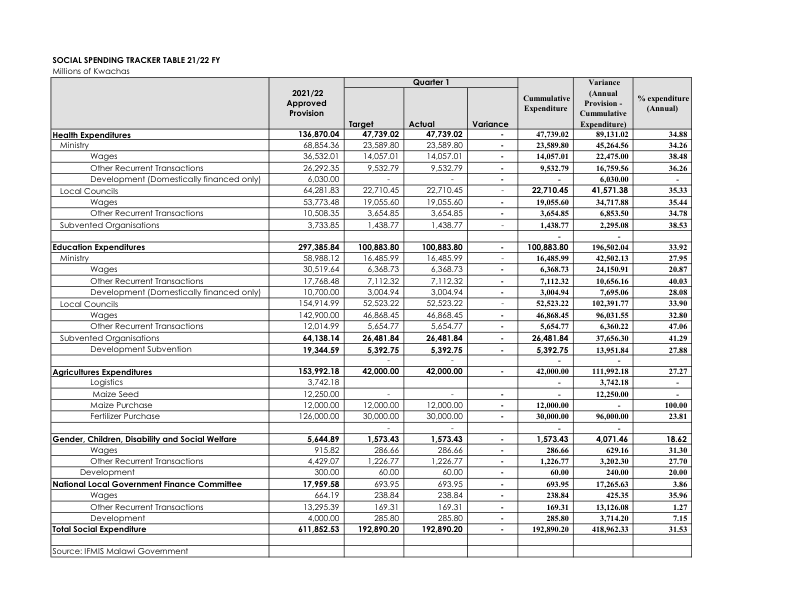 SOCIAL SPENDING TRACKER TABLE 21/22 FY
Millions of Kwachas
2021/22 Approved Provision Quarter 1 Target Actual Variance Cummulative Expenditure Variance (Annual Provision - Cummulative Expenditure) % expenditure (Annual)
Health Expenditures 136,870.04 47,739.02 47,739.02 - 47,739.02 89,131.02 34.88
Ministry 68,854.36 23,589.80 23,589.80 - 23,589.80 45,264.56 34.26
Wages 36,532.01 14,057.01 14,057.01 - 14,057.01 22,475.00 38.48
Other Recurrent Transactions 26,292.35 9,532.79 9,532.79 - 9,532.79 16,759.56 36.26
Development (Domestically financed only) 6,030.00 - - - - 6,030.00 -
Local Councils 64,281.83 22,710.45 22,710.45 - 22,710.45 41,571.38 35.33
Wages 53,773.48 19,055.60 19,055.60 - 19,055.60 34,717.88 35.44
Other Recurrent Transactions 10,508.35 3,654.85 3,654.85 - 3,654.85 6,853.50 34.78
Subvented Organisations 3,733.85 1,438.77 1,438.77 - 1,438.77 2,295.08 38.53
- -
Education Expenditures 297,385.84 100,883.80 100,883.80 - 100,883.80 196,502.04 33.92
Ministry 58,988.12 16,485.99 16,485.99 - 16,485.99 42,502.13 27.95
Wages 30,519.64 6,368.73 6,368.73 - 6,368.73 24,150.91 20.87
Other Recurrent Transactions 17,768.48 7,112.32 7,112.32 - 7,112.32 10,656.16 40.03
Development (Domestically financed only) 10,700.00 3,004.94 3,004.94 - 3,004.94 7,695.06 28.08
Local Councils 154,914.99 52,523.22 52,523.22 - 52,523.22 102,391.77 33.90
Wages 142,900.00 46,868.45 46,868.45 - 46,868.45 96,031.55 32.80
Other Recurrent Transactions 12,014.99 5,654.77 5,654.77 - 5,654.77 6,360.22 47.06
Subvented Organisations 64,138.14 26,481.84 26,481.84 - 26,481.84 37,656.30 41.29
Development Subvention 19,344.59 5,392.75 5,392.75 - 5,392.75 13,951.84 27.88
- - - -
Agricultures Expenditures 153,992.18 42,000.00 42,000.00 - 42,000.00 111,992.18 27.27
Logistics 3,742.18 - 3,742.18 -
Maize Seed 12,250.00 - - - - 12,250.00 -
Maize Purchase 12,000.00 12,000.00 12,000.00 - 12,000.00 - 100.00
Fertilizer Purchase 126,000.00 30,000.00 30,000.00 - 30,000.00 96,000.00 23.81
- - - -
Gender, Children, Disability and Social Welfare 5,644.89 1,573.43 1,573.43 - 1,573.43 4,071.46 18.62
Wages 915.82 286.66 286.66 - 286.66 629.16 31.30
Other Recurrent Transactions 4,429.07 1,226.77 1,226.77 - 1,226.77 3,202.30 27.70
Development 300.00 60.00 60.00 - 60.00 240.00 20.00
National Local Government Finance Committee 17,959.58 693.95 693.95 - 693.95 17,265.63 3.86
Wages 664.19 238.84 238.84 - 238.84 425.35 35.96
Other Recurrent Transactions 13,295.39 169.31 169.31 - 169.31 13,126.08 1.27
Development 4,000.00 285.80 285.80 - 285.80 3,714.20 7.15
Total Social Expenditure 611,852.53 192,890.20 192,890.20 - 192,890.20 418,962.33 31.53
Source: IFMIS Malawi Government